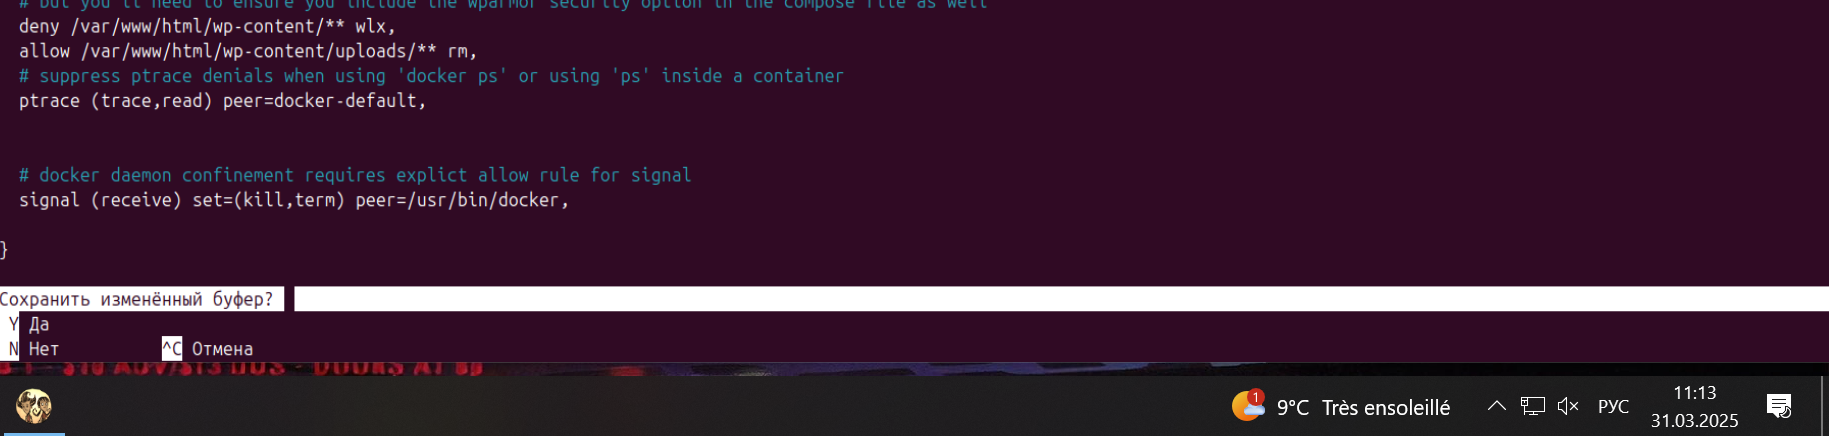 # but you'll need to ensure you include the wparmor security option in the compose file as well
deny /var/www/html/wp-content/** wlx,
allow /var/www/html/wp-content/uploads/** rm,
# suppress ptrace denials when using 'docker ps' or using 'ps' inside a container
ptrace (trace,read) peer=docker-default,
# docker daemon confinement requires explict allow rule for signal
signal (receive) set=(kill,term) peer=/usr/bin/docker,
}
Сохранить изменённый буфер?
Y Да
N Нет ^C Отмена
1 9°C Très ensoleillé РУС 11:13
31.03.2025